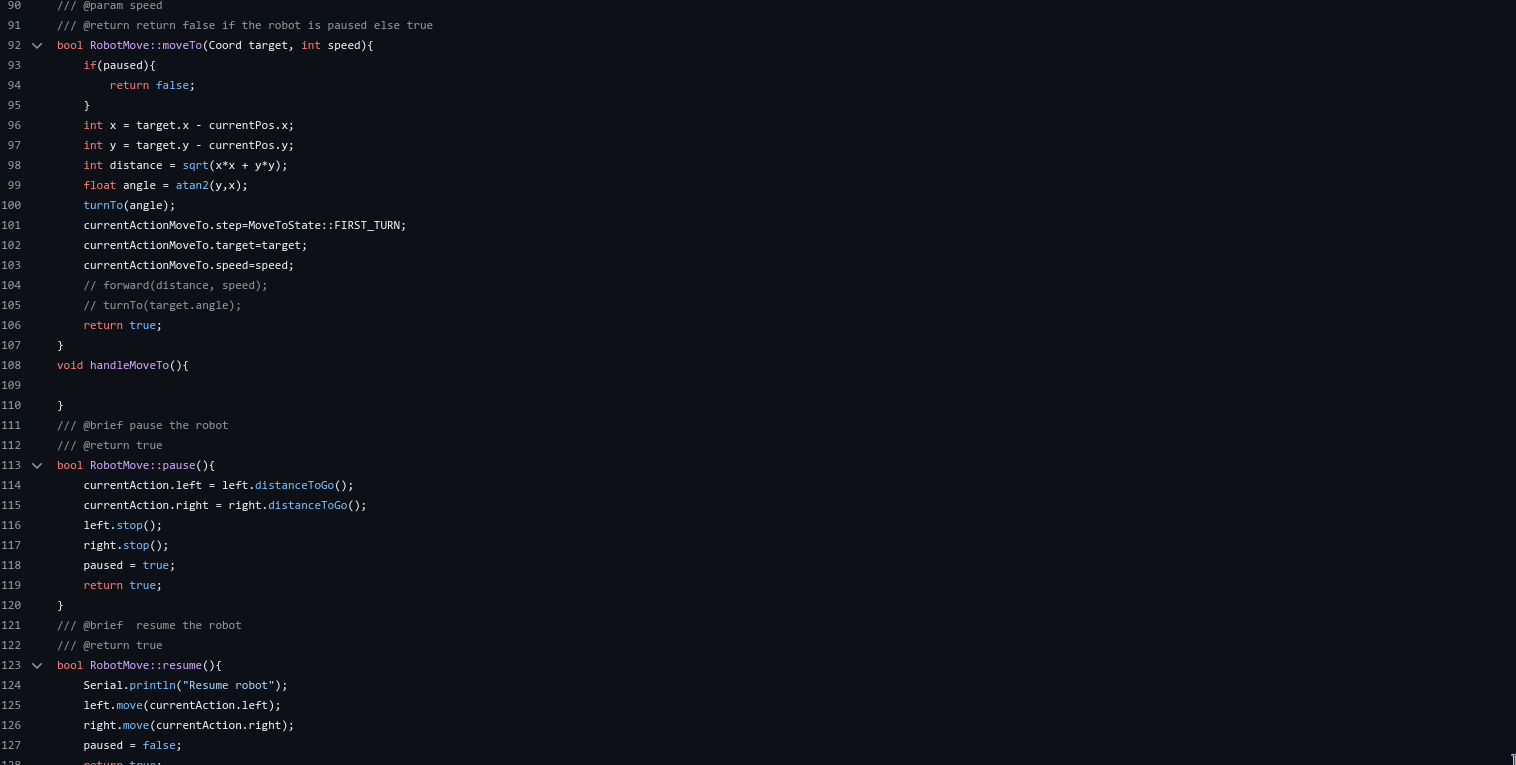 90 /// @param speed
91 /// @return return false if the robot is paused else true
92 bool RobotMove::moveTo(Coord target, int speed){
93     if(paused){
94         return false;
95     }
96     int x = target.x - currentPos.x;
97     int y = target.y - currentPos.y;
98     int distance = sqrt(x*x + y*y);
99     float angle = atan2(y,x);
100     turnTo(angle);
101     currentActionMoveTo.step=MoveToState::FIRST_TURN;
102     currentActionMoveTo.target=target;
103     currentActionMoveTo.speed=speed;
104     // forward(distance, speed);
105     // turnTo(target.angle);
106     return true;
107 }
108 void handleMoveTo(){
109
110 }
111 /// @brief pause the robot
112 /// @return true
113 bool RobotMove::pause(){
114     currentAction.left = left.distanceToGo();
115     currentAction.right = right.distanceToGo();
116     left.stop();
117     right.stop();
118     paused = true;
119     return true;
120 }
121 /// @brief  resume the robot
122 /// @return true
123 bool RobotMove::resume(){
124     Serial.println("Resume robot");
125     left.move(currentAction.left);
126     right.move(currentAction.right);
127     paused = false;
128     return true;